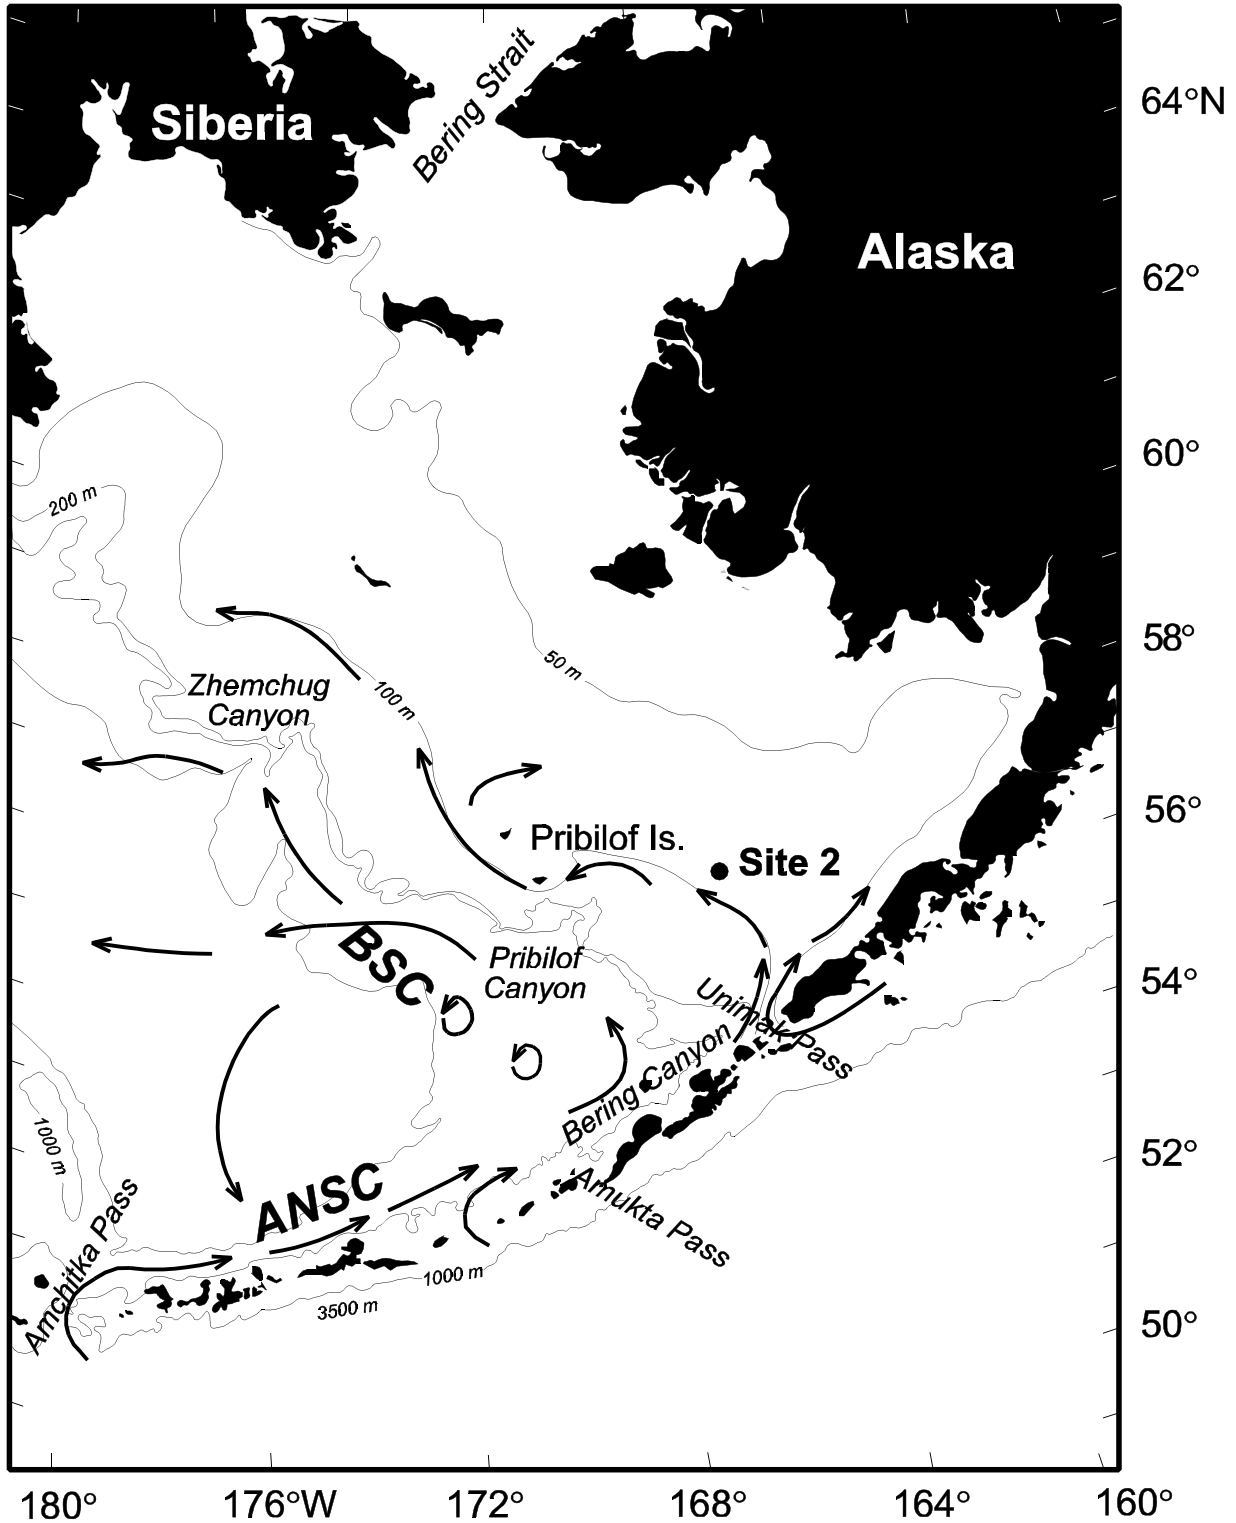 Bering Strait
64°N
Siberia
Alaska
62°
60°
200 m
58°
50 m
Zhemchug
Canyon
100 m
56°
Pribilof Is.
Site 2
BSC
Pribilof
Canyon
54°
Unimak Pass
Bering Canyon
1000 m
52°
ANSC
Amchitka Pass
Amukta Pass
1000 m
3500 m
50°
180°
176°W
172°
168°
164°
160°